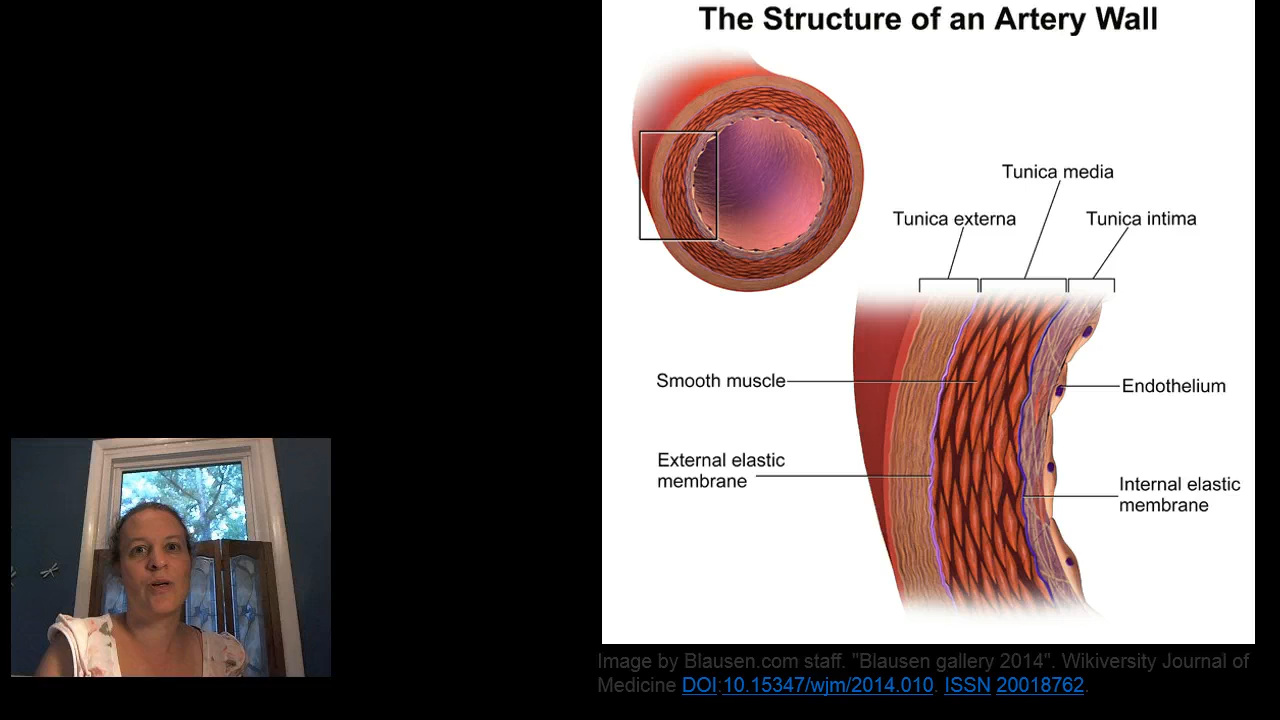 The Structure of an Artery Wall
Tunica media
Tunica externa
Tunica intima
Smooth muscle
Endothelium
External elastic
membrane
Internal elastic
membrane
Image by Blausen.com staff. "Blausen gallery 2014". Wikiversity Journal of
Medicine DOI:10.15347/wjm/2014.010. ISSN 20018762.